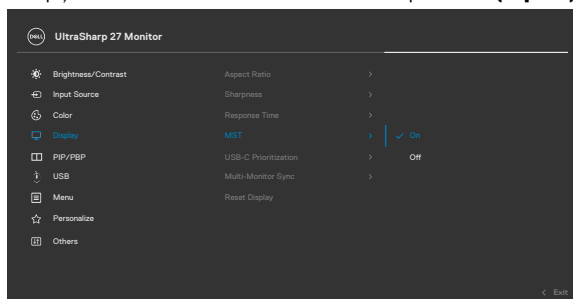 DELL UltraSharp 27 Monitor
Brightness/Contrast Aspect Ratio >
Input Source Sharpness >
Color Response Time >
Display MST > ✓ On
PIP/PBP USB-C Prioritization > Off
USB Multi-Monitor Sync >
Menu Reset Display
Personalize
Others
< Exit